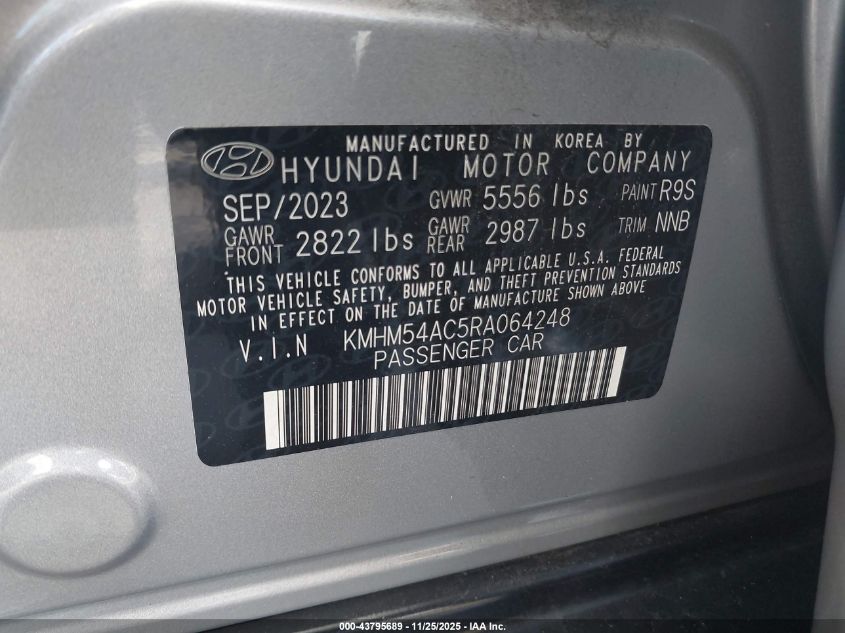 MANUFACTURED IN KOREA BY
HYUNDAI MOTOR COMPANY
SEP/2023 GVWR 5556 lbs PAINT R9S
GAWR FRONT 2822 lbs GAWR REAR 2987 lbs TRIM NNB
THIS VEHICLE CONFORMS TO ALL APPLICABLE U.S.A. FEDERAL
MOTOR VEHICLE SAFETY, BUMPER, AND THEFT PREVENTION STANDARDS
IN EFFECT ON THE DATE OF MANUFACTURE SHOWN ABOVE
V.I.N KMHM54AC5RA064248
PASSENGER CAR
000-43795689 - 11/25/2025 - IAA Inc.